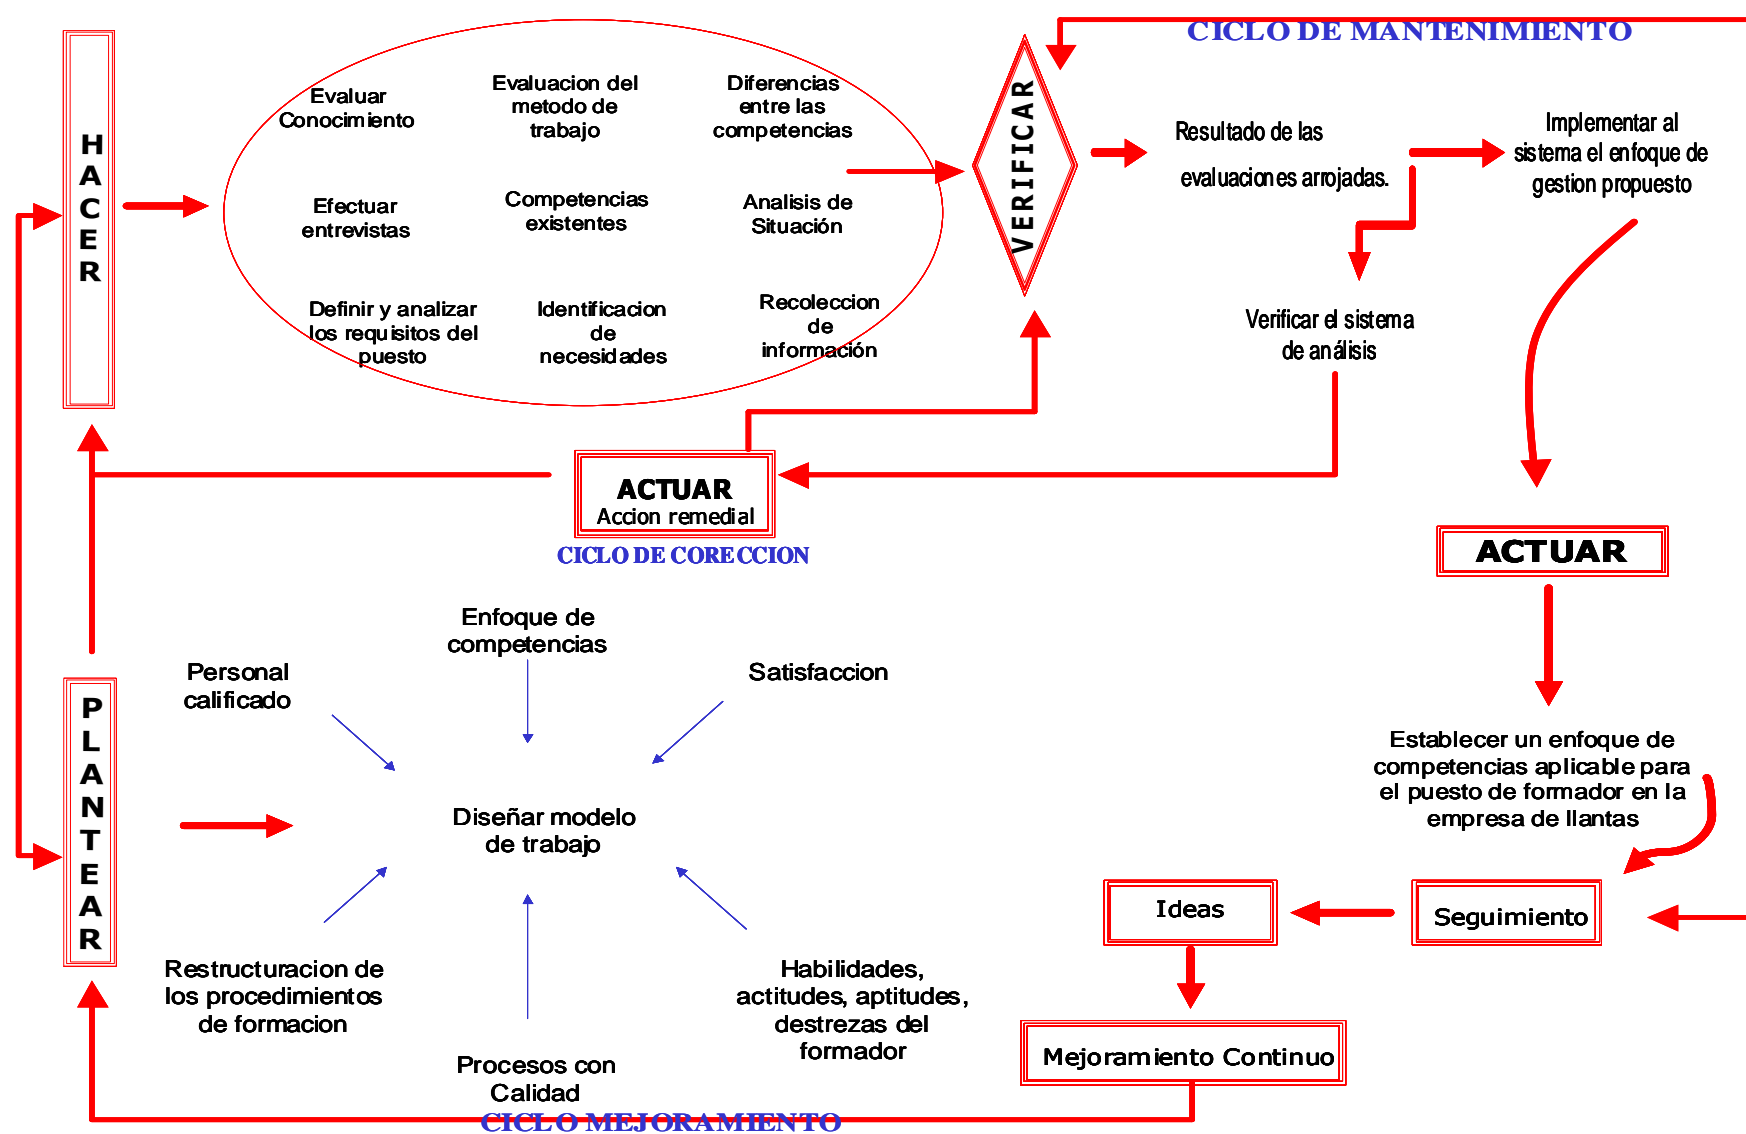 CICLO DE MANTENIMIENTO
HACER
Evaluar
Conocimiento
Evaluacion del
metodo de
trabajo
Diferencias
entre las
competencias
Efectuar
entrevistas
Competencias
existentes
Analisis de
Situación
Definir y analizar
los requisitos del
puesto
Identificacion
de
necesidades
Recoleccion
de
información
VERIFICAR
Resultado de las
evaluaciones arrojadas.
Implementar al
sistema el enfoque de
gestion propuesto
Verificar el sistema
de análisis
ACTUAR
Accion remedial
CICLO DE CORECCION
ACTUAR
PLANTEAR
Personal
calificado
Enfoque de
competencias
Satisfaccion
Diseñar modelo
de trabajo
Restructuracion de
los procedimientos
de formacion
Procesos con
Calidad
Habilidades,
actitudes, aptitudes,
destrezas del
formador
Establecer un enfoque de
competencias aplicable para
el puesto de formador en la
empresa de llantas
Seguimiento
Ideas
Mejoramiento Continuo
CICLO MEJORAMIENTO